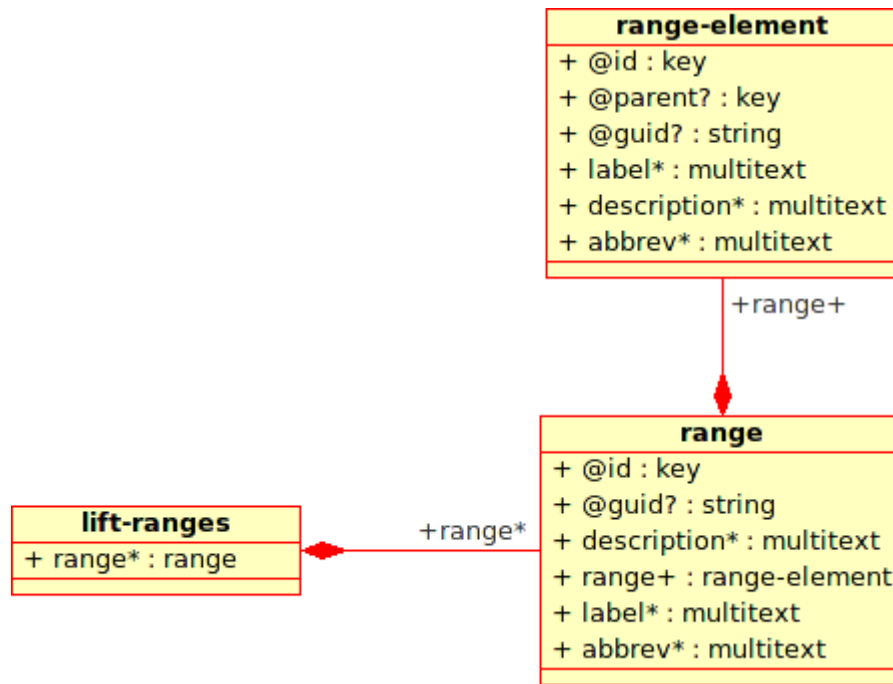 range-element
+ @id : key
+ @parent? : key
+ @guid? : string
+ label* : multitext
+ description* : multitext
+ abbrev* : multitext
+range+
range
+ @id : key
+ @guid? : string
+ description* : multitext
+ range+ : range-element
+ label* : multitext
+ abbrev* : multitext
lift-ranges
+ range* : range
+range*